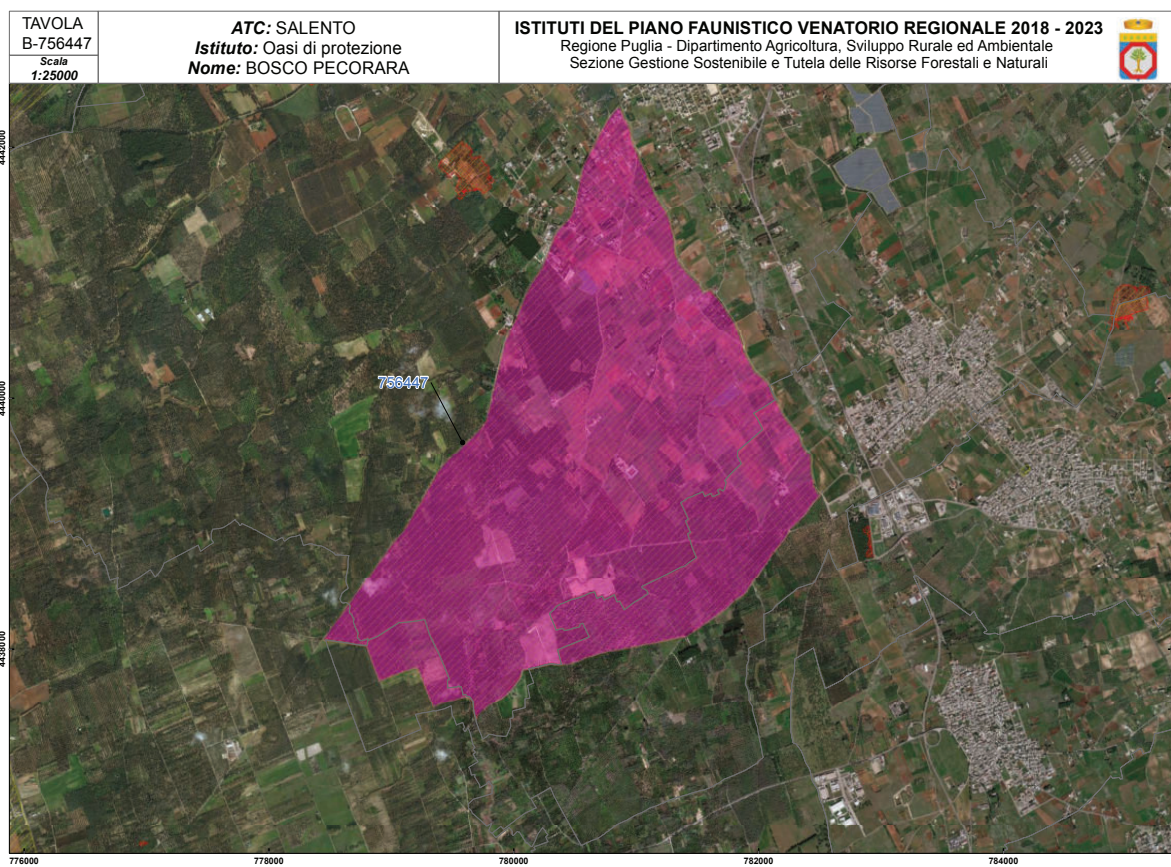 TAVOLA
B-756447
Scala
1:25000
ATC: SALENTO
Istituto: Oasi di protezione
Nome: BOSCO PECORARA
ISTITUTI DEL PIANO FAUNISTICO VENATORIO REGIONALE 2018 - 2023
Regione Puglia - Dipartimento Agricoltura, Sviluppo Rurale ed Ambientale
Sezione Gestione Sostenibile e Tutela delle Risorse Forestali e Naturali
4442000
756447
4440000
4438000
776000
778000
780000
782000
784000